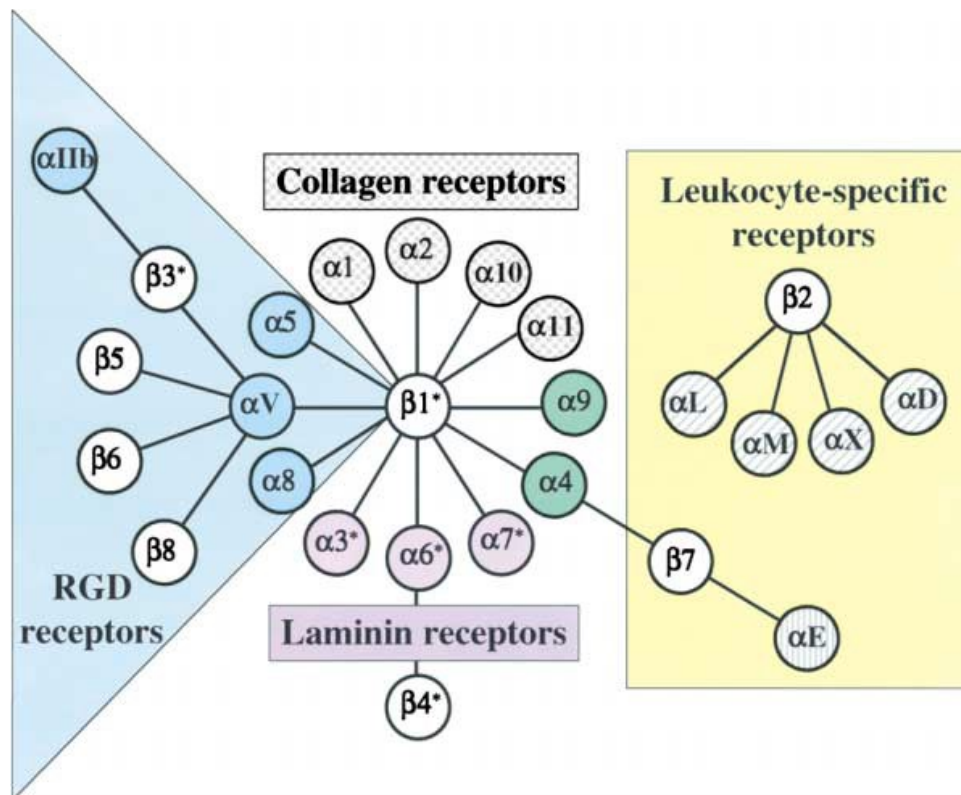 αIIb
Collagen receptors
Leukocyte-specific
receptors
α1
α2
α10
β3*
β2
α5
α11
β5
αV
β1*
α9
αL
αD
αM
αX
β6
α8
α4
β8
α3*
α6*
α7*
β7
RGD
receptors
Laminin receptors
αE
β4*